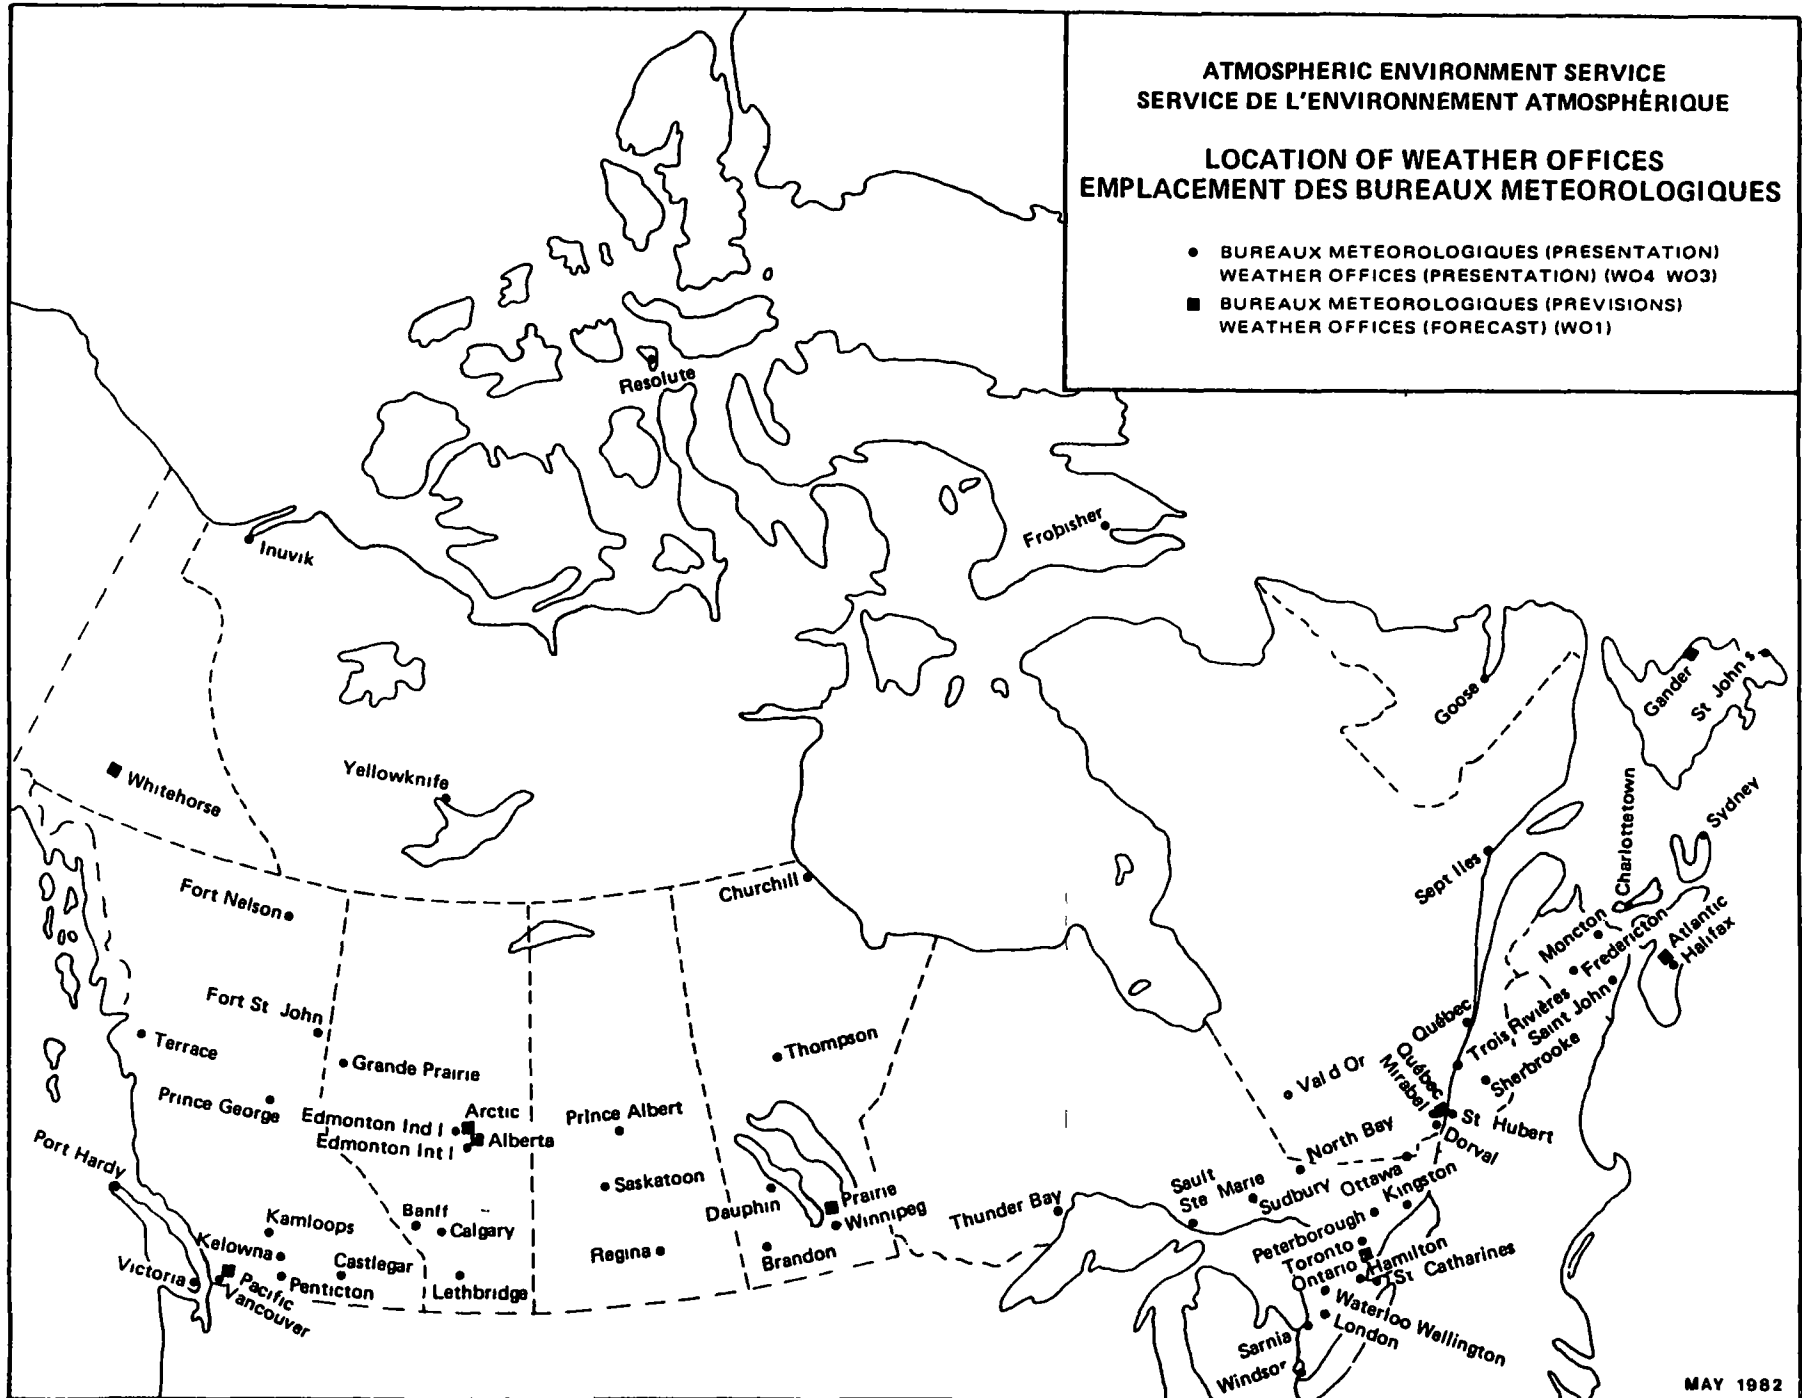 ATMOSPHERIC ENVIRONMENT SERVICE
SERVICE DE L'ENVIRONNEMENT ATMOSPHÉRIQUE
LOCATION OF WEATHER OFFICES
EMPLACEMENT DES BUREAUX METEOROLOGIQUES
BUREAUX METEOROLOGIQUES (PRESENTATION)
WEATHER OFFICES (PRESENTATION) (WO4 WO3)
BUREAUX METEOROLOGIQUES (PREVISIONS)
WEATHER OFFICES (FORECAST) (WO1)
Resolute
Frobisher
Inuvik
Goose
Gander
St John s
Yellowknife
Whitehorse
Charlottetown
Sydney
Sept Iles
Churchill
Fort Nelson
Moncton
Fredericton
Atlantic
Halifax
Fort St John
Terrace
Grande Prairie
Thompson
Québec
Trois Rivières
Saint John
Sherbrooke
Val d Or
Québec
Mirabel
St Hubert
Dorval
Prince George
Edmonton Ind l
Arctic
Edmonton Int l
Alberta
Prince Albert
Port Hardy
Saskatoon
Dauphin
Prairie
Winnipeg
Thunder Bay
Sault
Ste Marie
Sudbury
North Bay
Ottawa
Kingston
Kamloops
Banff
Calgary
Kelowna
Castlegar
Regina
Brandon
Peterborough
Toronto
Ontario
Hamilton
St Catharines
Victoria
Pacific
Vancouver
Penticton
Lethbridge
Waterloo Wellington
London
Sarnia
Windsor
MAY 1982